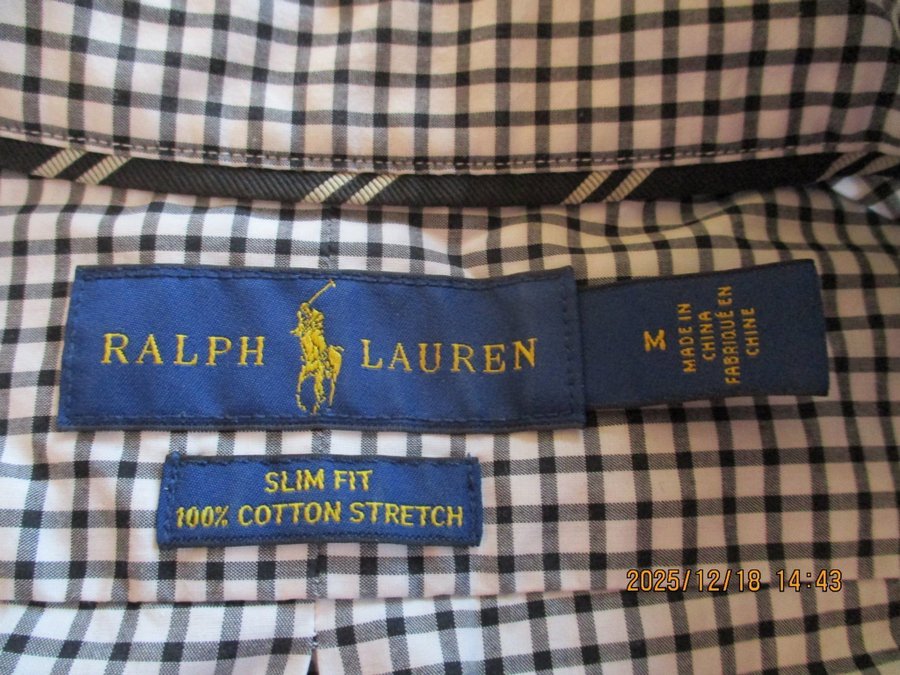 RALPH LAUREN
M
MADE IN
CHINA
FABRIQUÉ EN
CHINE
SLIM FIT
100% COTTON STRETCH
2025/12/18 14:43